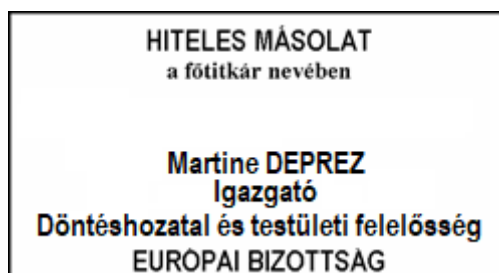 HITELES MÁSOLAT
a főtitkár nevében
Martine DEPREZ
Igazgató
Döntéshozatal és testületi felelősség
EURÓPAI BIZOTTSÁG